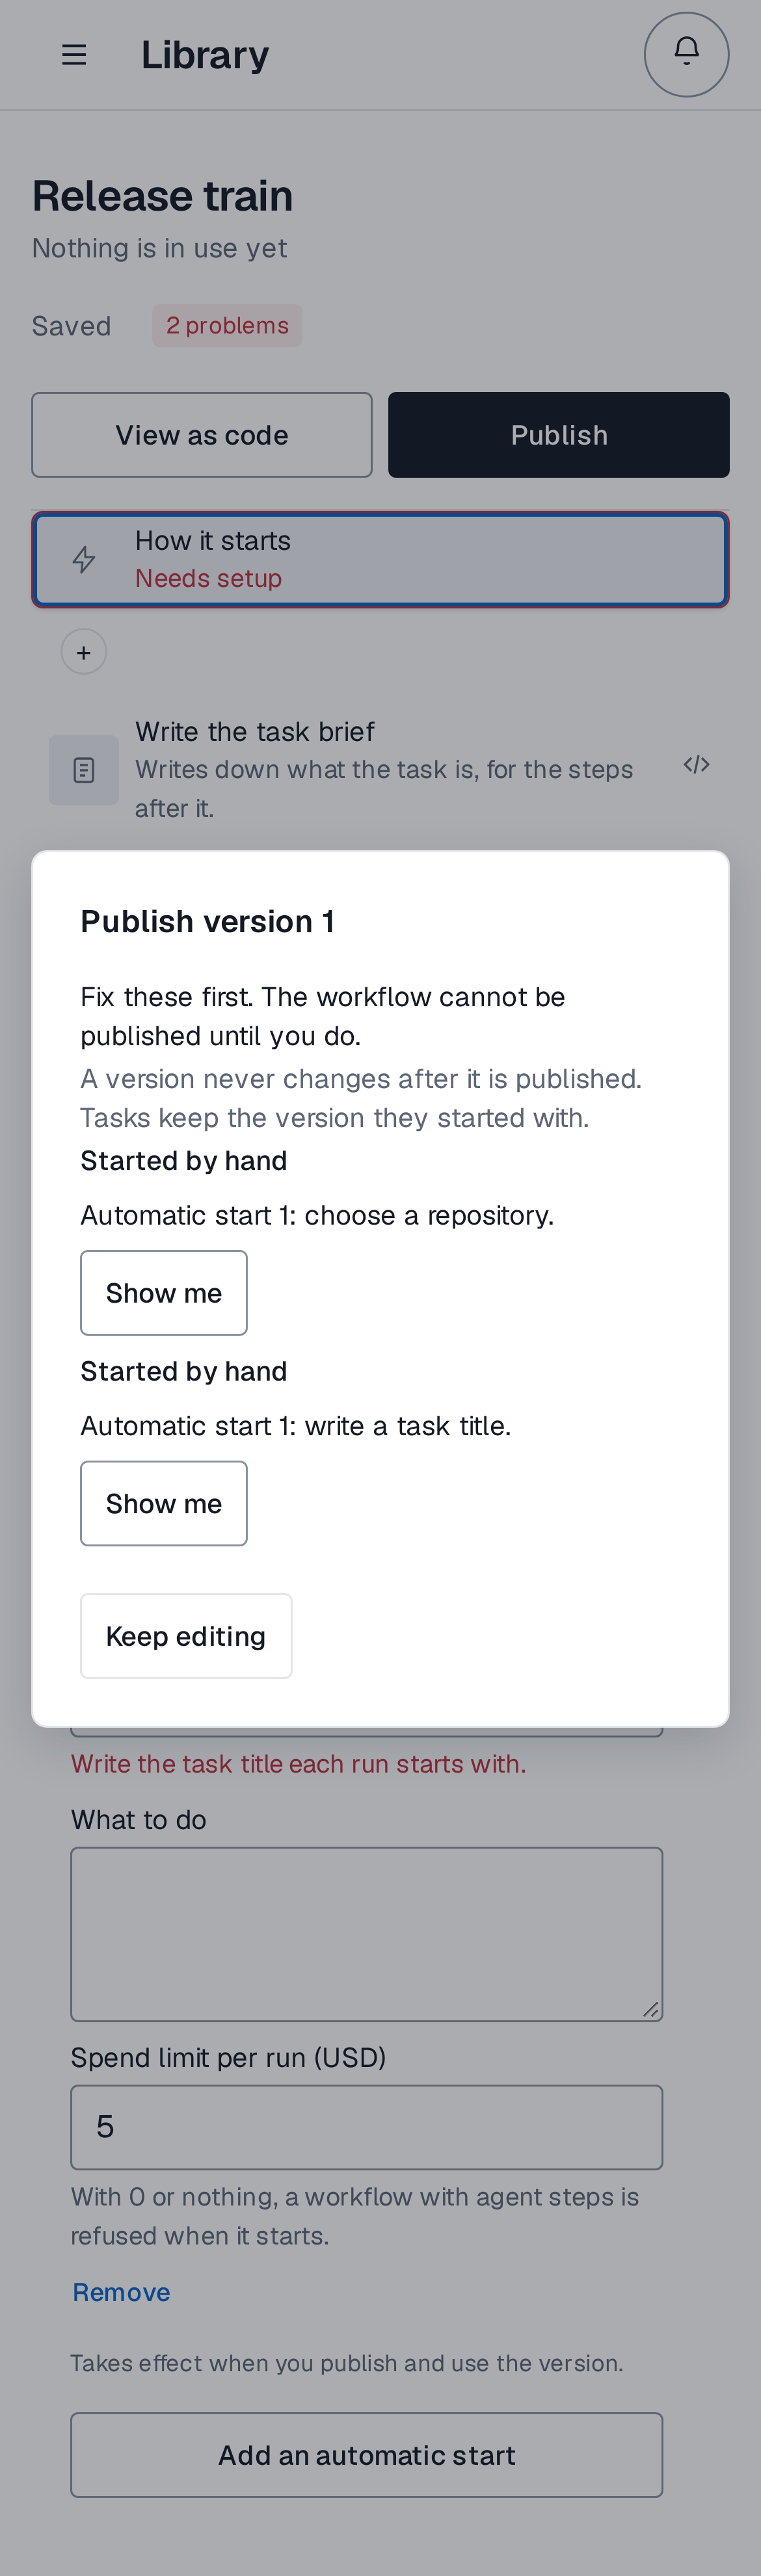 Library
Release train
Nothing is in use yet
Saved
2 problems
View as code
Publish
How it starts
Needs setup
+
Write the task brief
Writes down what the task is, for the steps
after it.
Publish version 1
Fix these first. The workflow cannot be
published until you do.
A version never changes after it is published.
Tasks keep the version they started with.
Started by hand
Automatic start 1: choose a repository.
Show me
Started by hand
Automatic start 1: write a task title.
Show me
Keep editing
Write the task title each run starts with.
What to do
Spend limit per run (USD)
5
With 0 or nothing, a workflow with agent steps is
refused when it starts.
Remove
Takes effect when you publish and use the version.
Add an automatic start